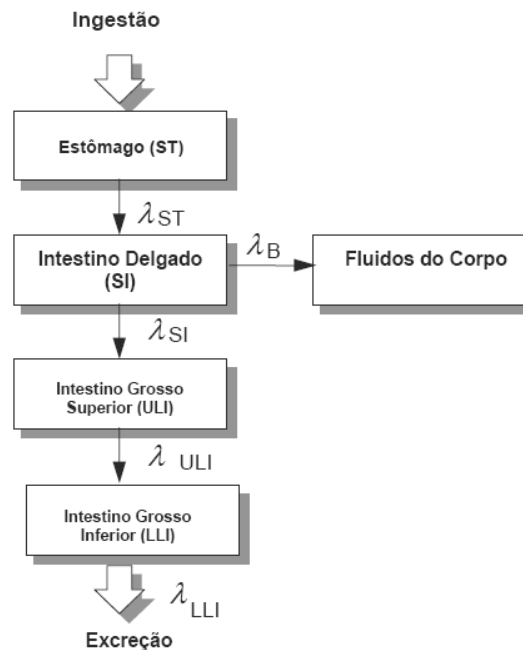 Ingestão
Estômago (ST)
λST
Intestino Delgado
(SI)
λB
Fluidos do Corpo
λSI
Intestino Grosso
Superior (ULI)
λ ULI
Intestino Grosso
Inferior (LLI)
λLLI
Excreção